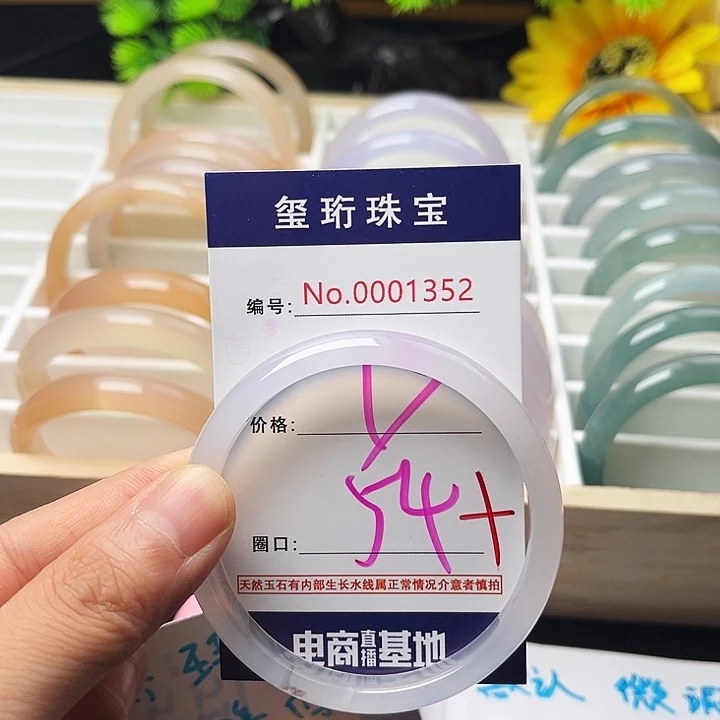 玺珩珠宝
编号: No.0001352
价格:
圈口: 54+
天然玉石有内部生长水线属正常情况介意者慎拍
电商直播基地
认 微